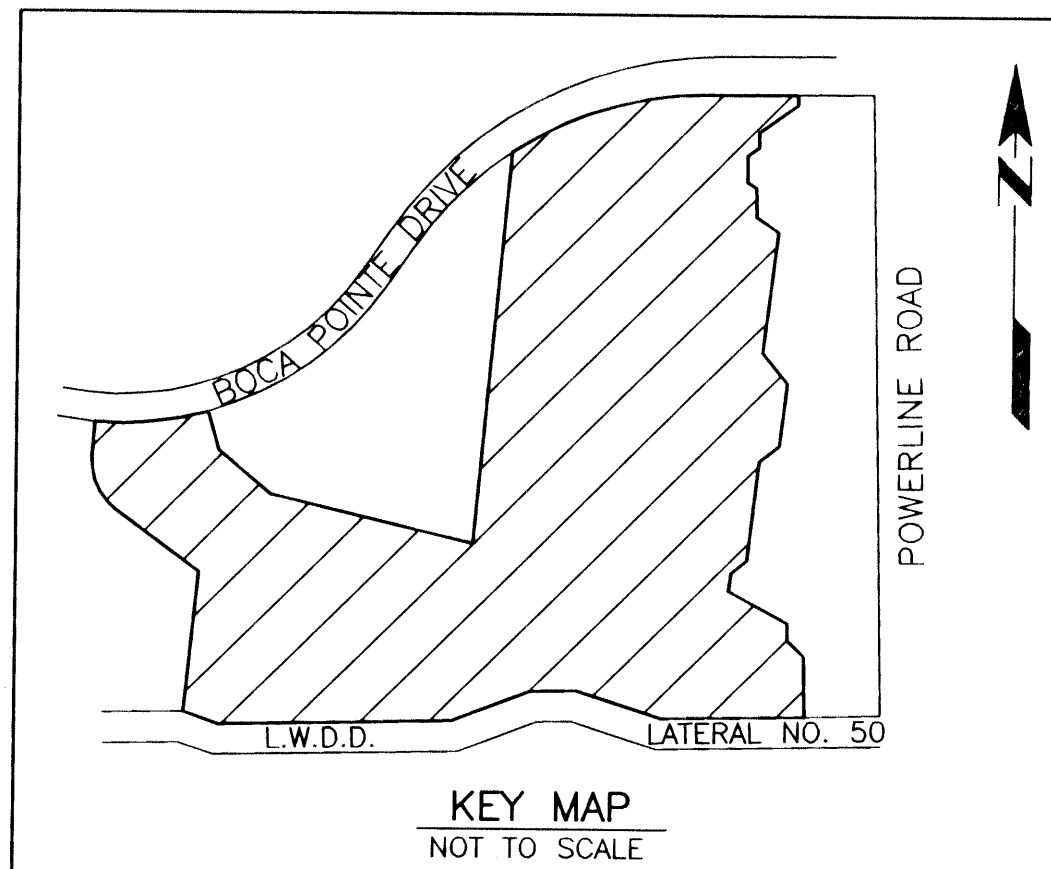 BOCA POINTE DRIVE
N
POWERLINE ROAD
L.W.D.D.
LATERAL NO. 50
KEY MAP
NOT TO SCALE